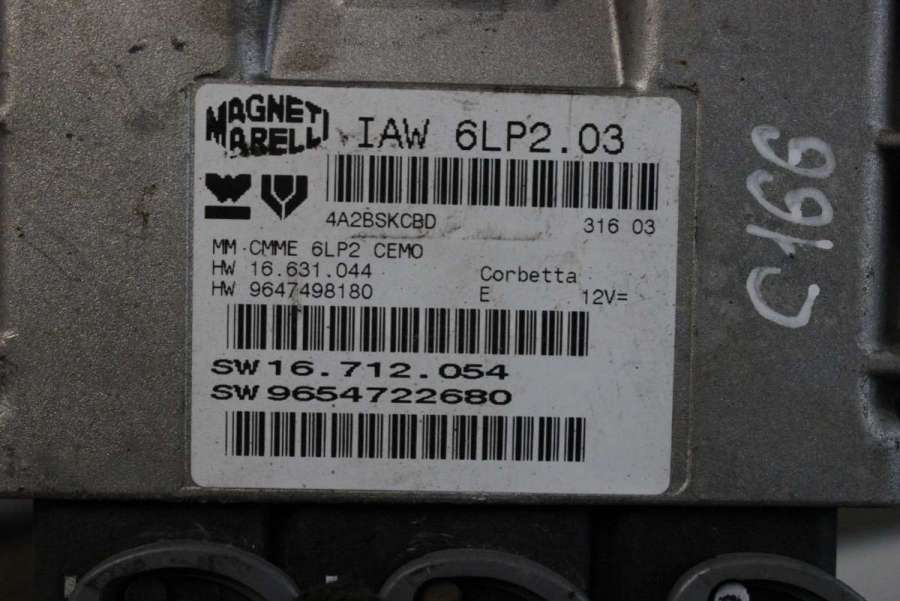 MAGNETI
MARELLI
IAW 6LP2.03
4A2BSKCBD 316 03
MM CMME 6LP2 CEMO
HW 16.631.044 Corbetta
HW 9647498180 E 12V=
SW 16.712.054
SW 9654722680
C166